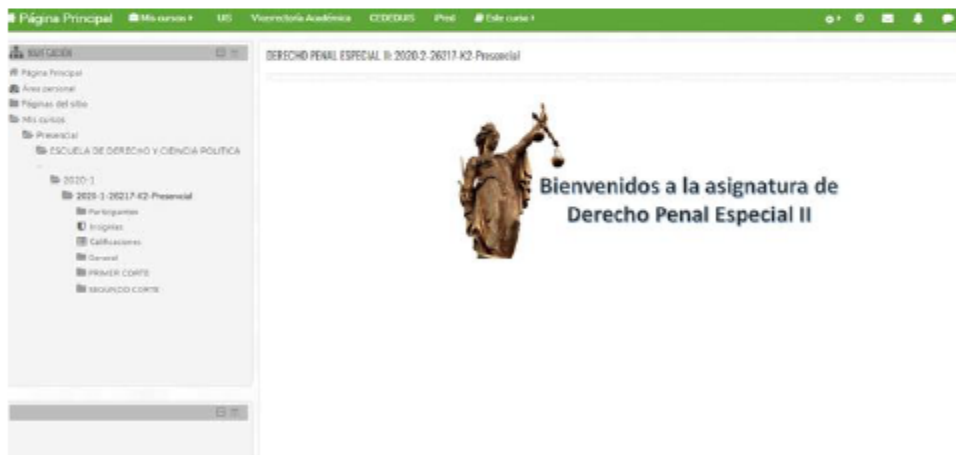 Página Principal Mis cursos UIS Vicerrectoría Académica CEDEDUIS iPred Este curso
NAVEGACIÓN
Página Principal
Área personal
Páginas del sitio
Mis cursos
Presencial
ESCUELA DE DERECHO Y CIENCIA POLITICA
...
2020-1
2020-1-26217-K2-Presencial
Participantes
Insignias
Calificaciones
General
PRIMER CORTE
SEGUNDO CORTE
DERECHO PENAL ESPECIAL II: 2020-2-26217-K2-Presencial
Bienvenidos a la asignatura de
Derecho Penal Especial II